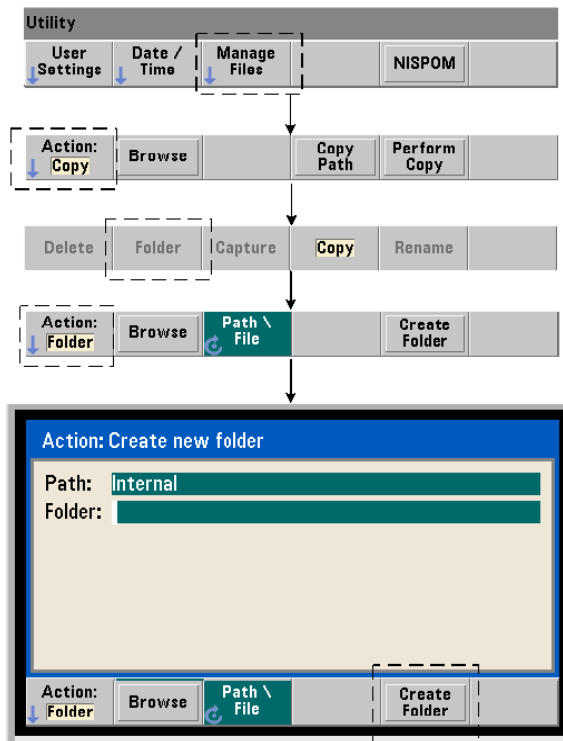 Utility
User Settings
Date / Time
Manage Files
NISPOM
Action: Copy
Browse
Copy Path
Perform Copy
Delete
Folder
Capture
Copy
Rename
Action: Folder
Browse
Path \ File
Create Folder
Action: Create new folder
Path: Internal
Folder:
Action: Folder
Browse
Path \ File
Create Folder